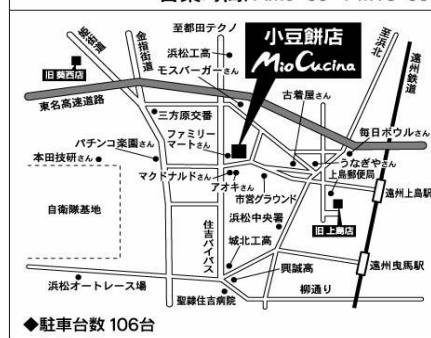 至都田テクノ
至浜北
金指街道
浜松工高
モスバーガーさん
小豆餅店
MioCucina
旧 葵西店
遠州鉄道
東名高速道路
古着屋さん
三方原交番
毎日ボウルさん
パチンコ楽園さん
ファミリー
マートさん
うなぎやさん
本田技研さん
上島郵便局
マクドナルドさん
アオキさん
市営グラウンド
遠州上島駅
自衛隊基地
住吉バイパス
浜松中央署
旧 上島店
城北工高
興誠高
遠州曳馬駅
浜松オートレース場
聖隷住吉病院
柳通り
◆駐車台数 106台